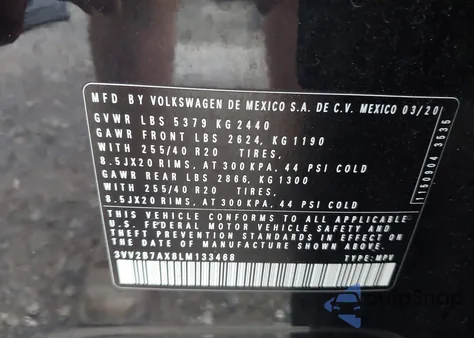 MFD BY VOLKSWAGEN DE MEXICO S.A. DE C.V. MEXICO 03/20
GVWR LBS 5379 KG 2440
GAWR FRONT LBS 2624, KG 1190
WITH 255/40 R20 TIRES,
8.5JX20 RIMS, AT 300 KPA, 44 PSI COLD
GAWR REAR LBS 2866, KG 1300
WITH 255/40 R20 TIRES,
8.5JX20 RIMS, AT 300 KPA, 44 PSI COLD
THIS VEHICLE CONFORMS TO ALL APPLICABLE
U.S. FEDERAL MOTOR VEHICLE SAFETY AND
THEFT PREVENTION STANDARDS IN EFFECT ON
THE DATE OF MANUFACTURE SHOWN ABOVE.
3VV2B7AX8LM133468 TYPE: MPV
1150904 3535
AutoSnap